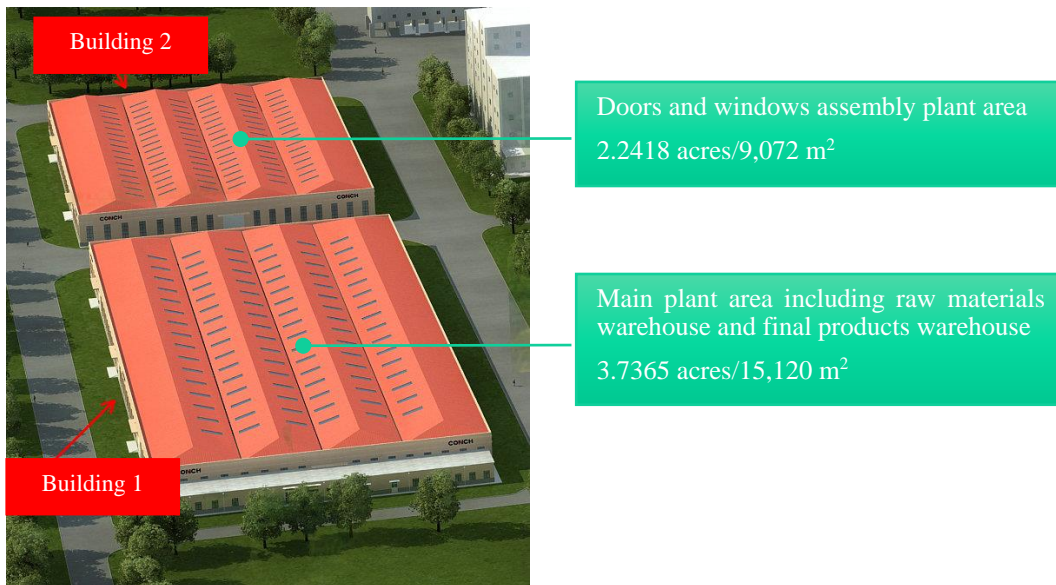 Building 2
Doors and windows assembly plant area
2.2418 acres/9,072 m²
CONCH
CONCH
Main plant area including raw materials
warehouse and final products warehouse
3.7365 acres/15,120 m²
CONCH
CONCH
Building 1